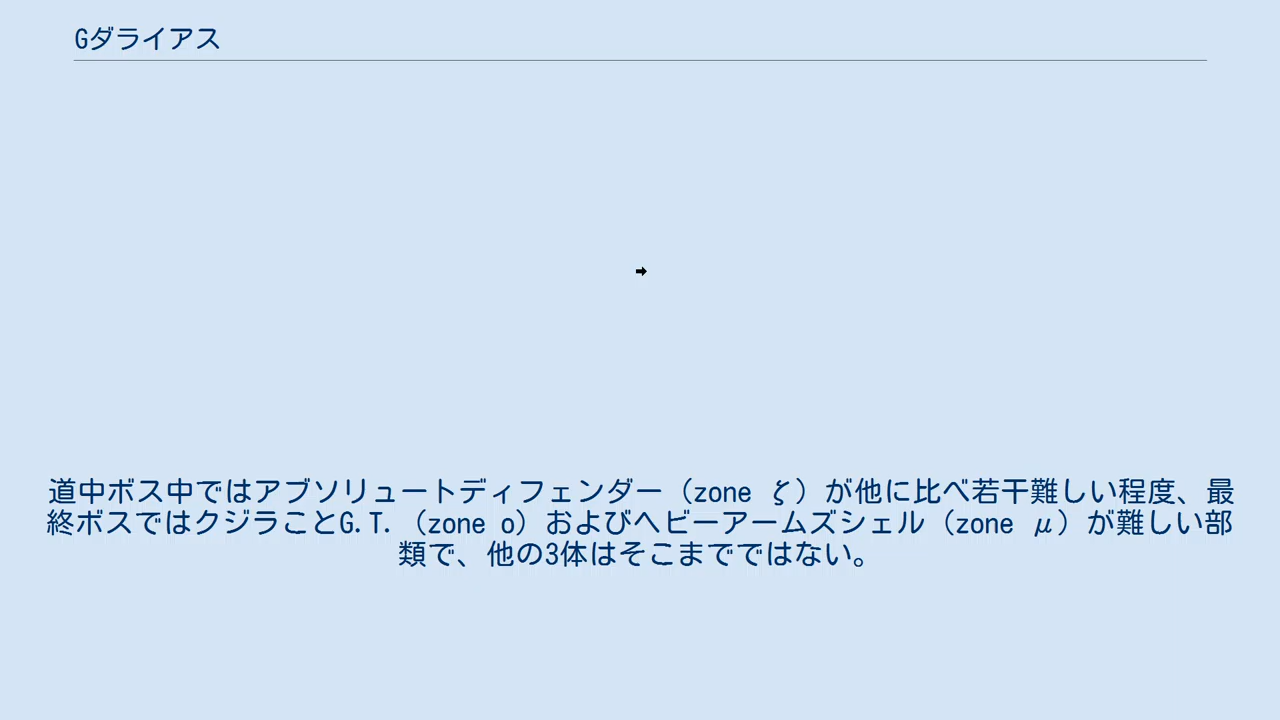 Gダライアス
道中ボス中ではアブソリュートディフェンダー（zone ζ）が他に比べ若干難しい程度、最
終ボスではクジラことG.T.（zone o）およびヘビーアームズシェル（zone μ）が難しい部
類で、他の3体はそこまでではない。